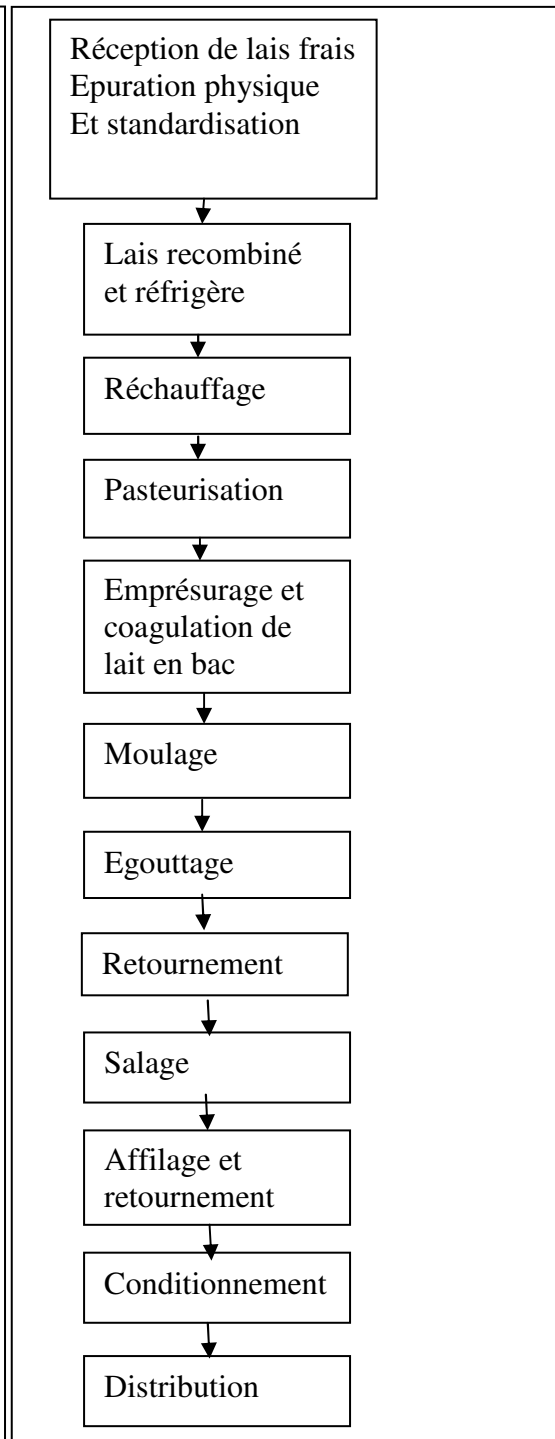 Réception de lais frais
Epuration physique
Et standardisation
Lais recombiné
et réfrigère
Réchauffage
Pasteurisation
Emprésurage et
coagulation de
lait en bac
Moulage
Egouttage
Retournement
Salage
Affilage et
retournement
Conditionnement
Distribution